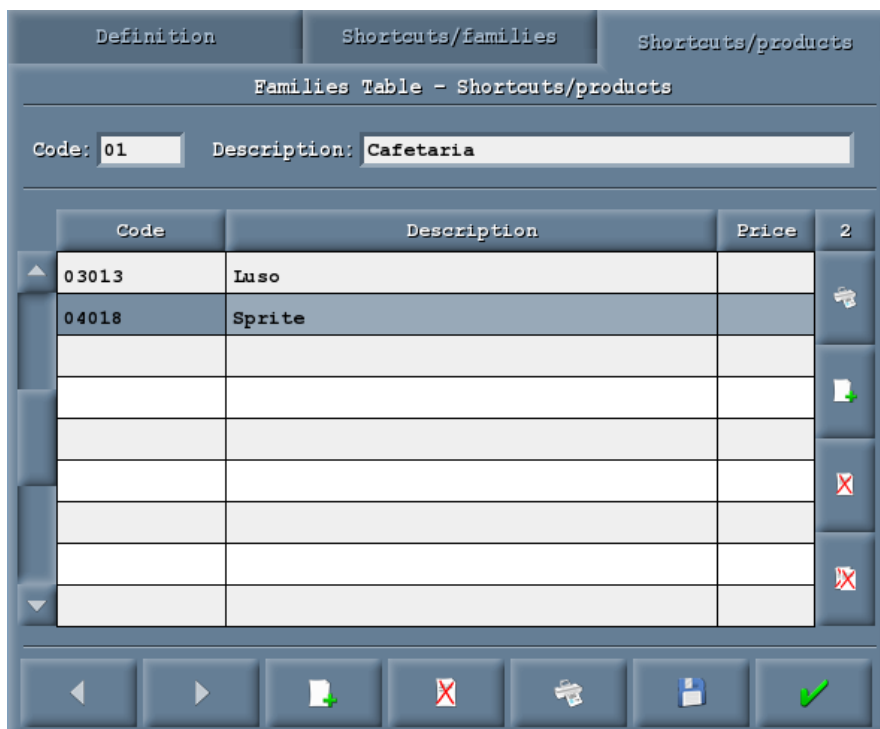 Definition Shortcuts/families Shortcuts/products
Families Table - Shortcuts/products
Code: 01 Description: Cafetaria
Code Description Price 2
03013 Luso
04018 Sprite